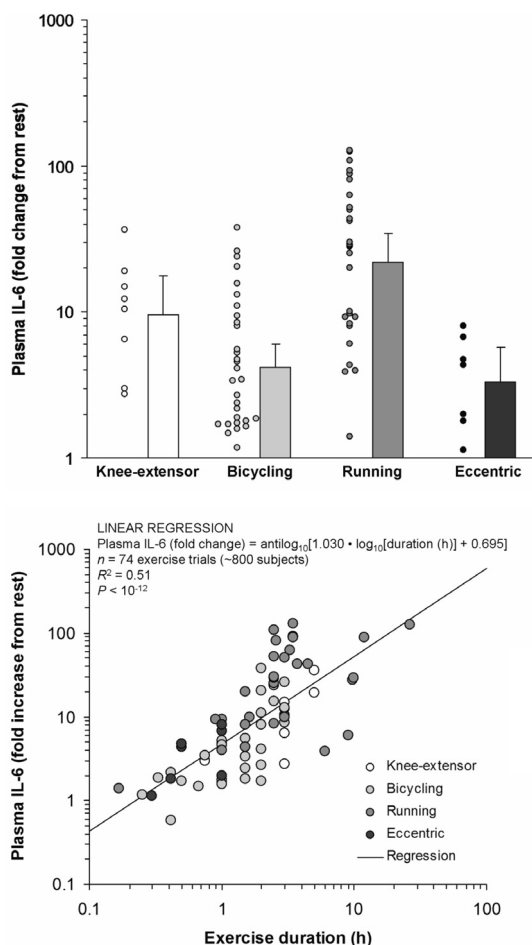 1000
100
10
1
Plasma IL-6 (fold change from rest)
Knee-extensor Bicycling Running Eccentric
LINEAR REGRESSION
Plasma IL-6 (fold change) = antilog10[1.030 • log10[duration (h)] + 0.695]
n = 74 exercise trials (~800 subjects)
R² = 0.51
P < 10⁻¹²
1000
100
10
1
0.1
Plasma IL-6 (fold increase from rest)
Knee-extensor
Bicycling
Running
Eccentric
Regression
0.1 1 10 100
Exercise duration (h)